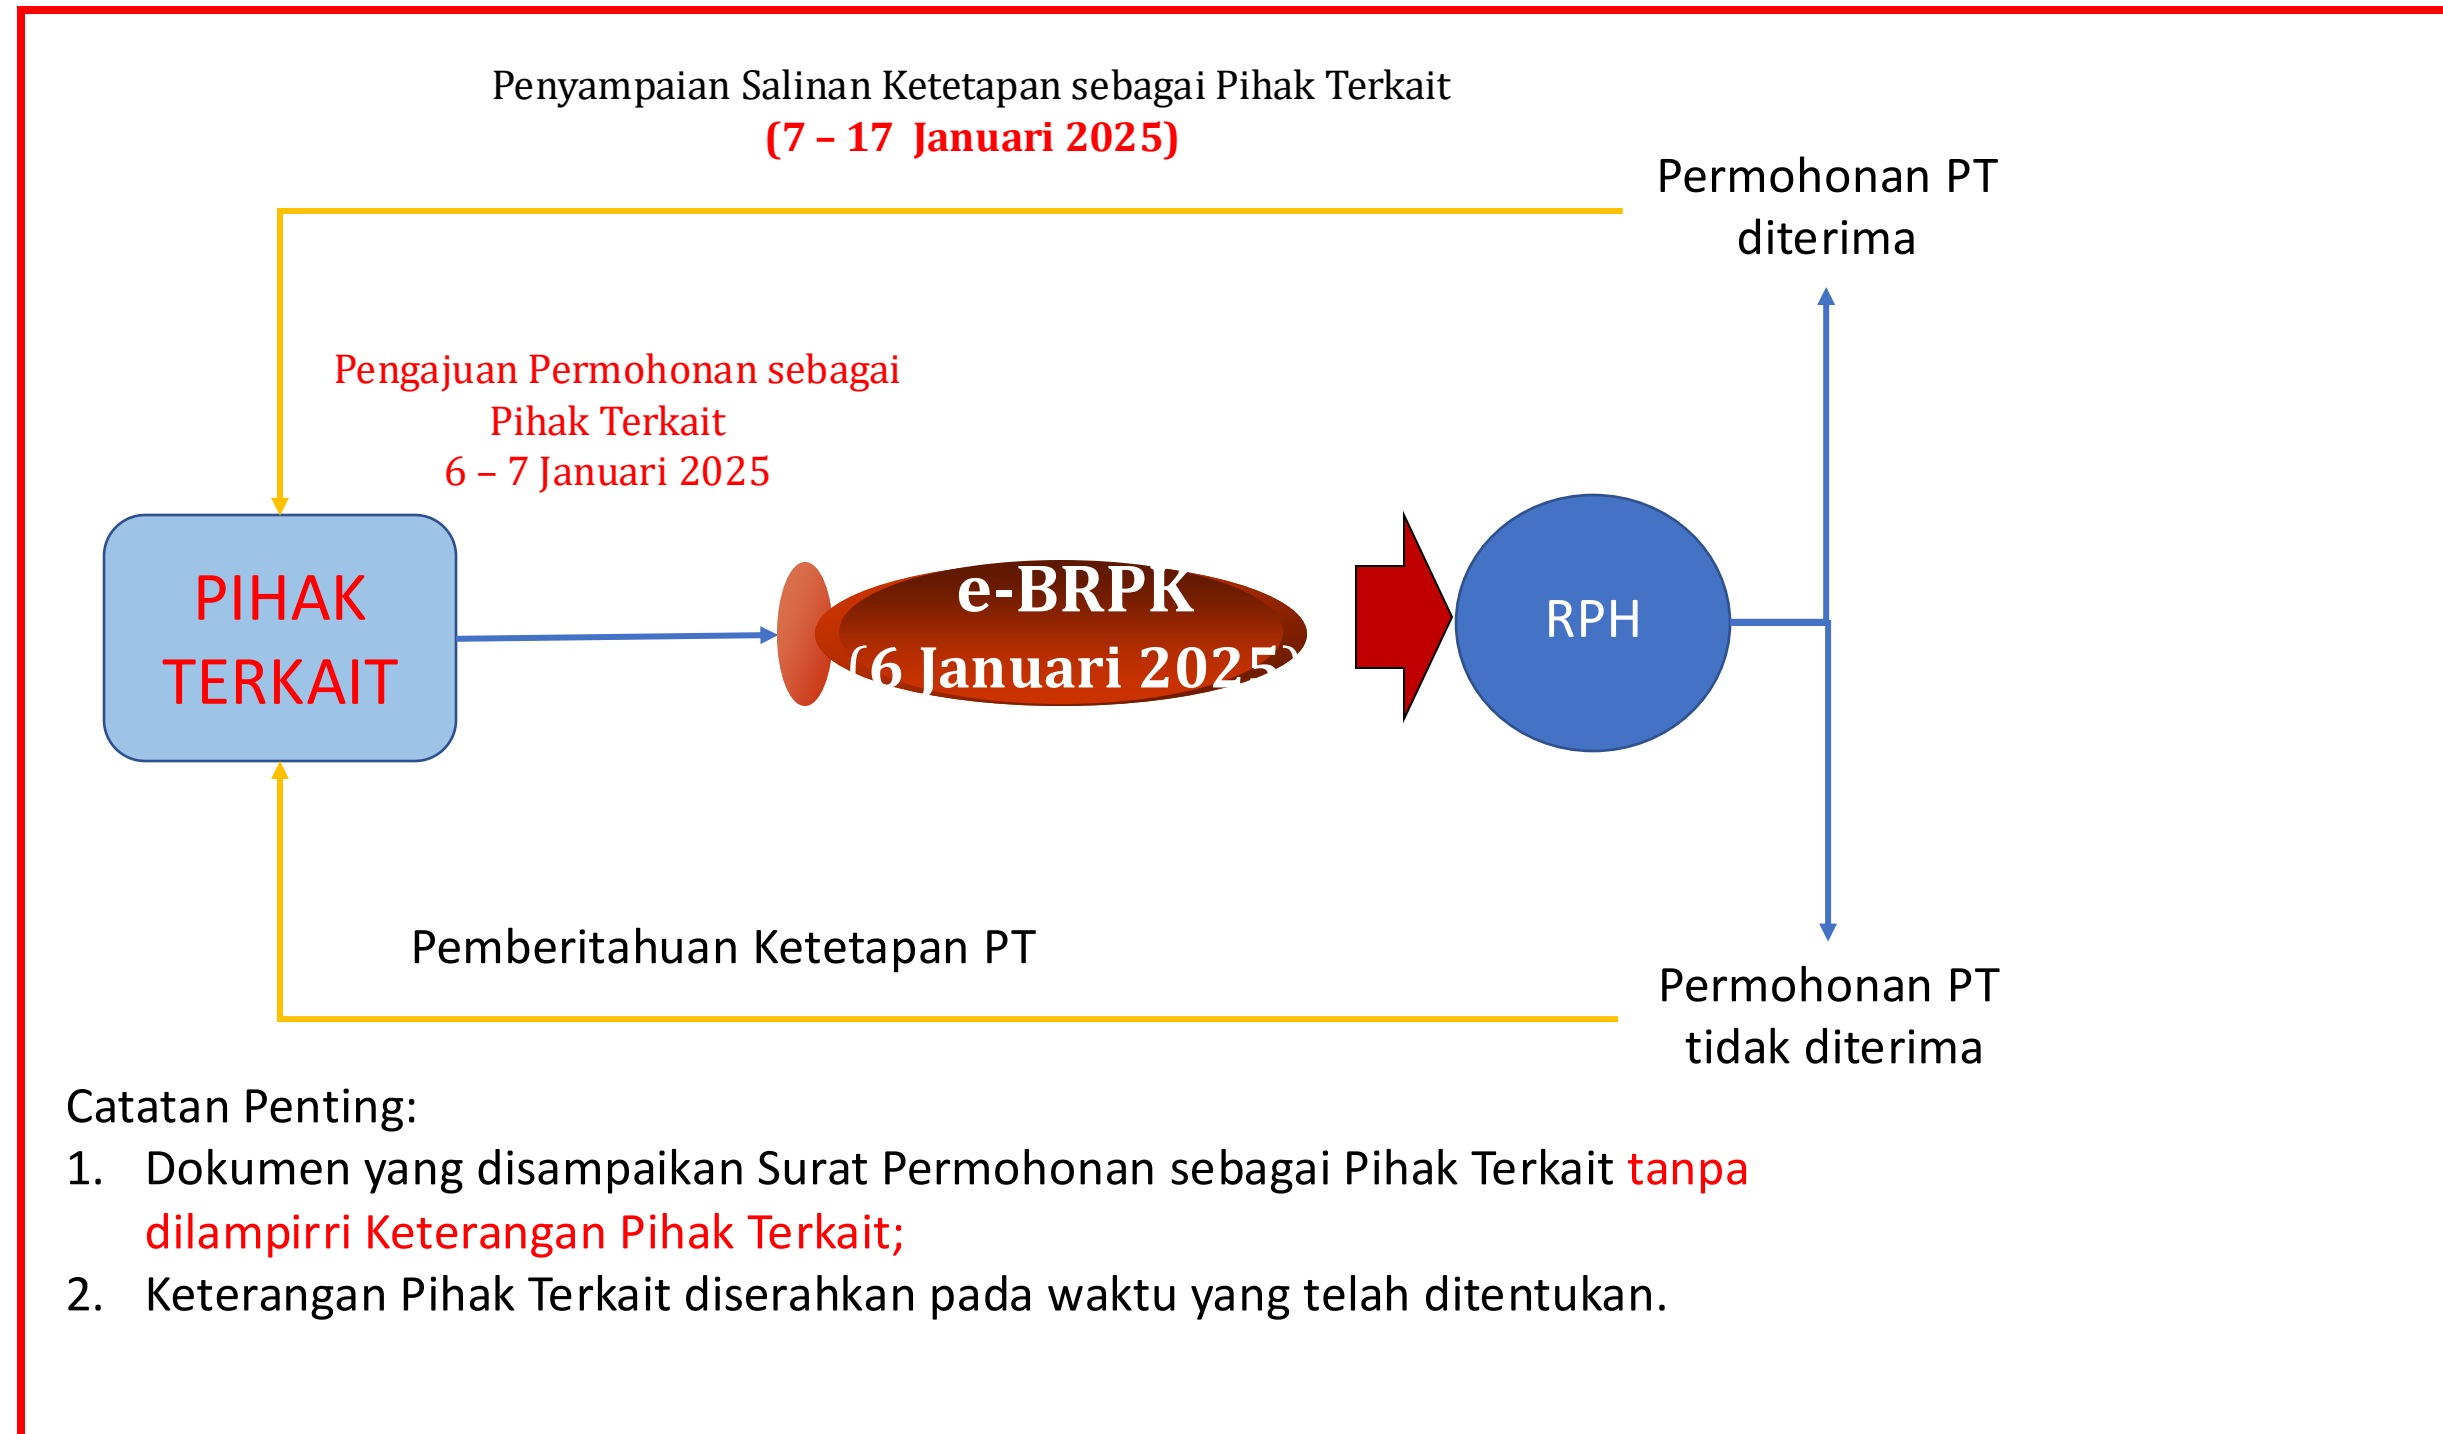 Penyampaian Salinan Ketetapan sebagai Pihak Terkait
(7 – 17 Januari 2025)
Permohonan PT
diterima
Pengajuan Permohonan sebagai
Pihak Terkait
6 – 7 Januari 2025
PIHAK
TERKAIT
e-BRPK
(6 Januari 2025)
RPH
Pemberitahuan Ketetapan PT
Permohonan PT
tidak diterima
Catatan Penting:
1. Dokumen yang disampaikan Surat Permohonan sebagai Pihak Terkait tanpa
dilampirri Keterangan Pihak Terkait;
2. Keterangan Pihak Terkait diserahkan pada waktu yang telah ditentukan.